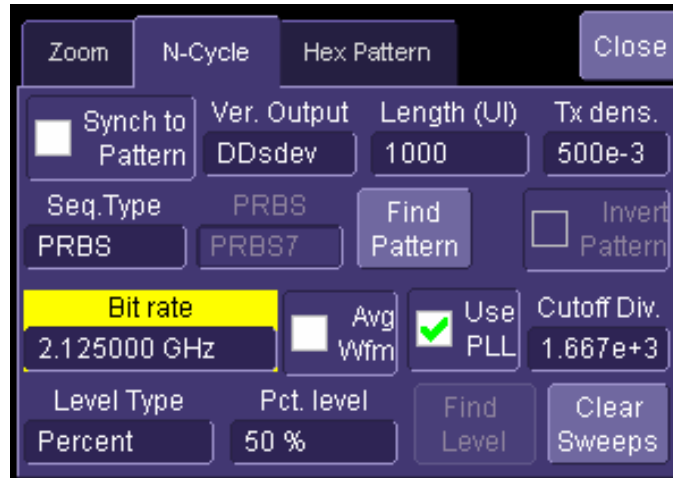 Zoom N-Cycle Hex Pattern Close
Synch to Pattern Ver. Output Length (UI) Tx dens.
DDsdev 1000 500e-3
Seq.Type PRBS Find Pattern Invert Pattern
PRBS PRBS7
Bit rate Avg Wfm Use PLL Cutoff Div.
2.125000 GHz 1.667e+3
Level Type Pct. level Find Level Clear Sweeps
Percent 50 %